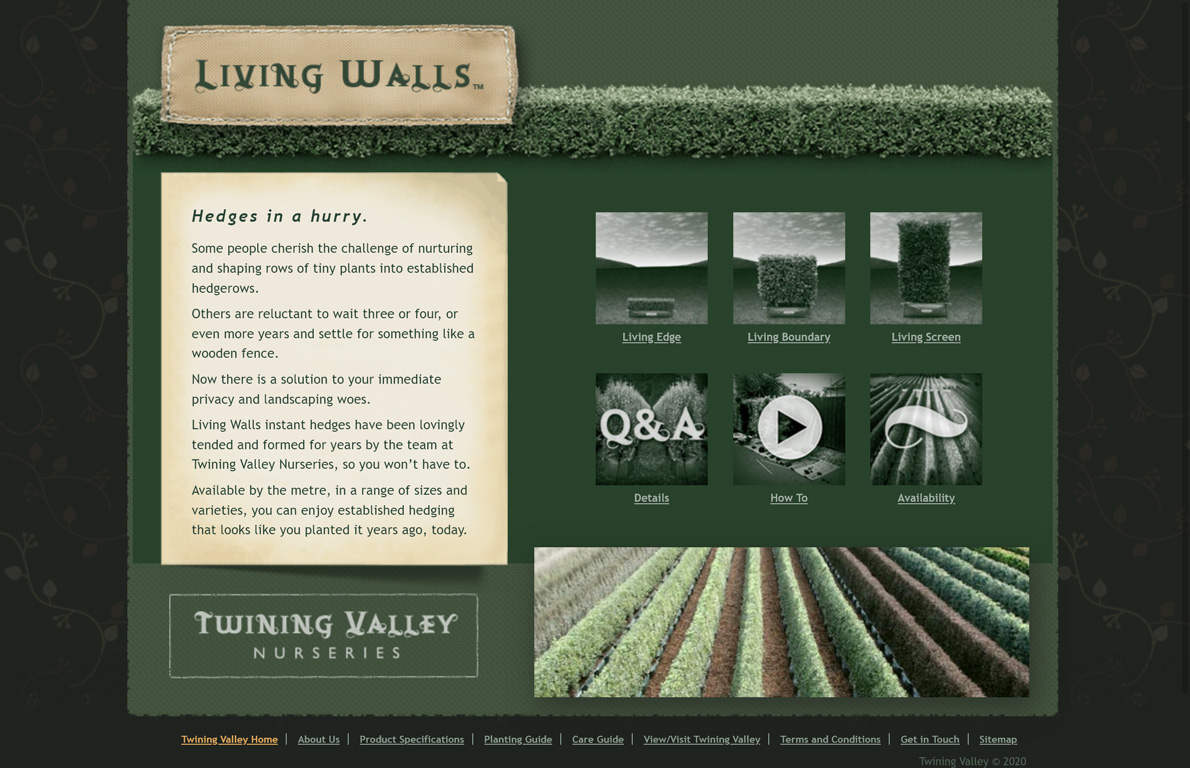 LIVING WALLS™
Hedges in a hurry.
Some people cherish the challenge of nurturing
and shaping rows of tiny plants into established
hedgerows.
Others are reluctant to wait three or four, or
even more years and settle for something like a
wooden fence.
Now there is a solution to your immediate
privacy and landscaping woes.
Living Walls instant hedges have been lovingly
tended and formed for years by the team at
Twining Valley Nurseries, so you won’t have to.
Available by the metre, in a range of sizes and
varieties, you can enjoy established hedging
that looks like you planted it years ago, today.
Living Edge
Living Boundary
Living Screen
Q&A
Details
How To
Availability
TWINING VALLEY
NURSERIES
Twining Valley Home | About Us | Product Specifications | Planting Guide | Care Guide | View/Visit Twining Valley | Terms and Conditions | Get in Touch | Sitemap
Twining Valley © 2020